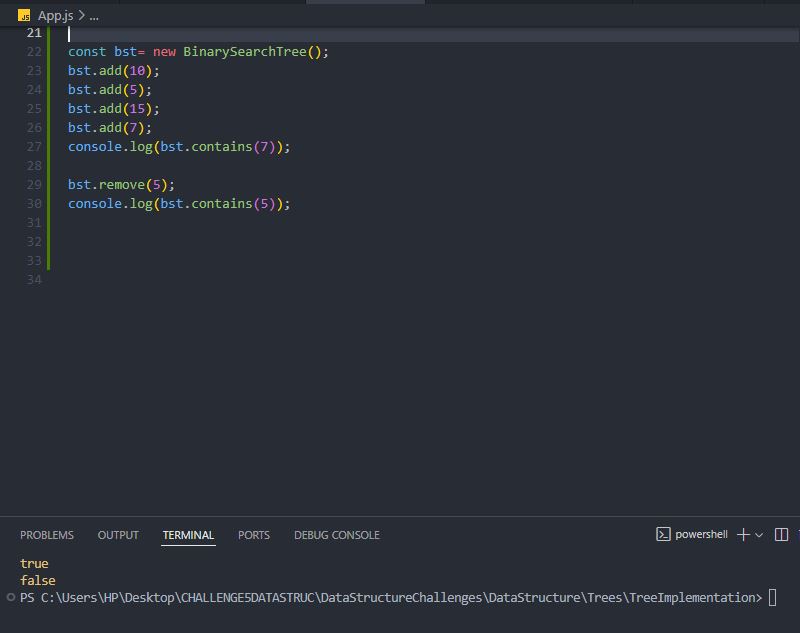 JS App.js > ...
21
22 const bst= new BinarySearchTree();
23 bst.add(10);
24 bst.add(5);
25 bst.add(15);
26 bst.add(7);
27 console.log(bst.contains(7));
28
29 bst.remove(5);
30 console.log(bst.contains(5));
31
32
33
34
PROBLEMS OUTPUT TERMINAL PORTS DEBUG CONSOLE powershell
true
false
PS C:\Users\HP\Desktop\CHALLENGE5DATASTRUC\DataStructureChallenges\DataStructure\Trees\TreeImplementation>